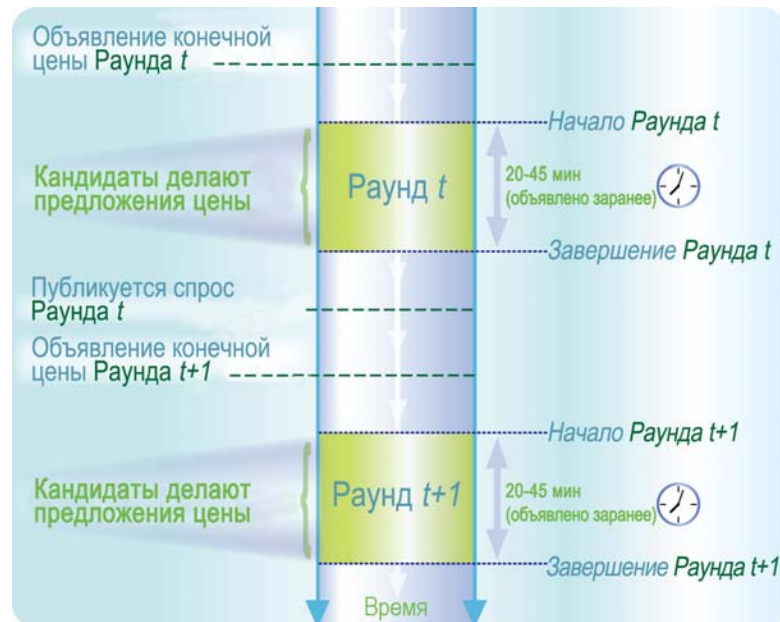 Объявление конечной
цены Раунда t
Начало Раунда t
Кандидаты делают
предложения цены
Раунд t
20-45 мин
(объявлено заранее)
Завершение Раунда t
Публикуется спрос
Раунда t
Объявление конечной
цены Раунда t+1
Начало Раунда t+1
Кандидаты делают
предложения цены
Раунд t+1
20-45 мин
(объявлено заранее)
Завершение Раунда t+1
Время